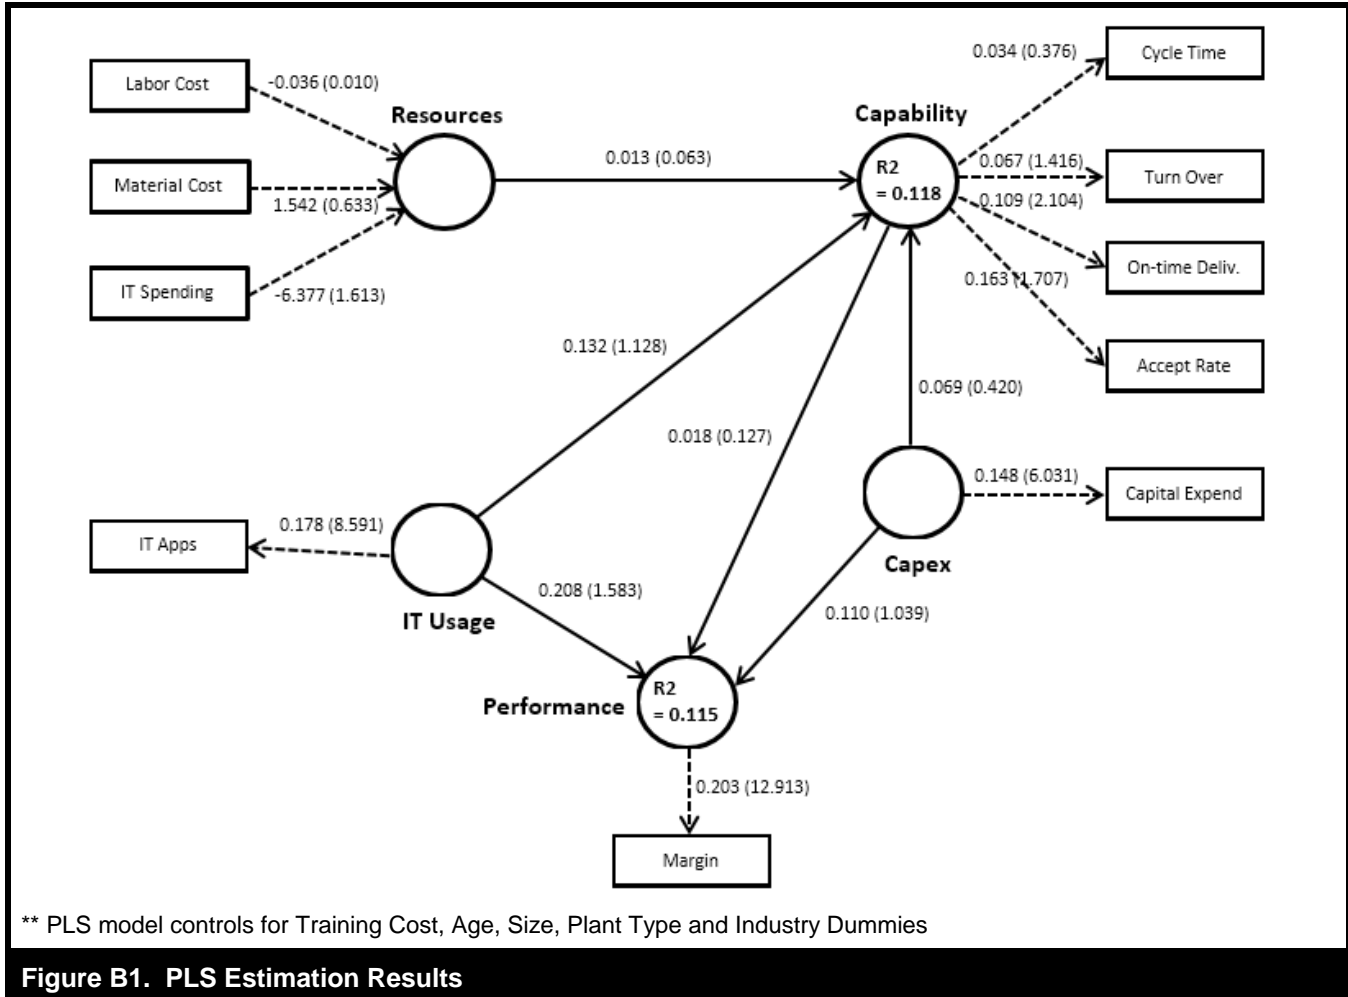 0.034 (0.376)
Cycle Time
Labor Cost
-0.036 (0.010)
Resources
Capability
0.013 (0.063)
R2
= 0.118
0.067 (1.416)
Turn Over
Material Cost
1.542 (0.633)
0.109 (2.104)
On-time Deliv.
0.163 (1.707)
IT Spending
-6.377 (1.613)
0.132 (1.128)
Accept Rate
0.069 (0.420)
0.018 (0.127)
0.148 (6.031)
Capital Expend
Capex
IT Apps
0.178 (8.591)
IT Usage
0.208 (1.583)
0.110 (1.039)
Performance
R2
= 0.115
0.203 (12.913)
Margin
** PLS model controls for Training Cost, Age, Size, Plant Type and Industry Dummies
Figure B1. PLS Estimation Results